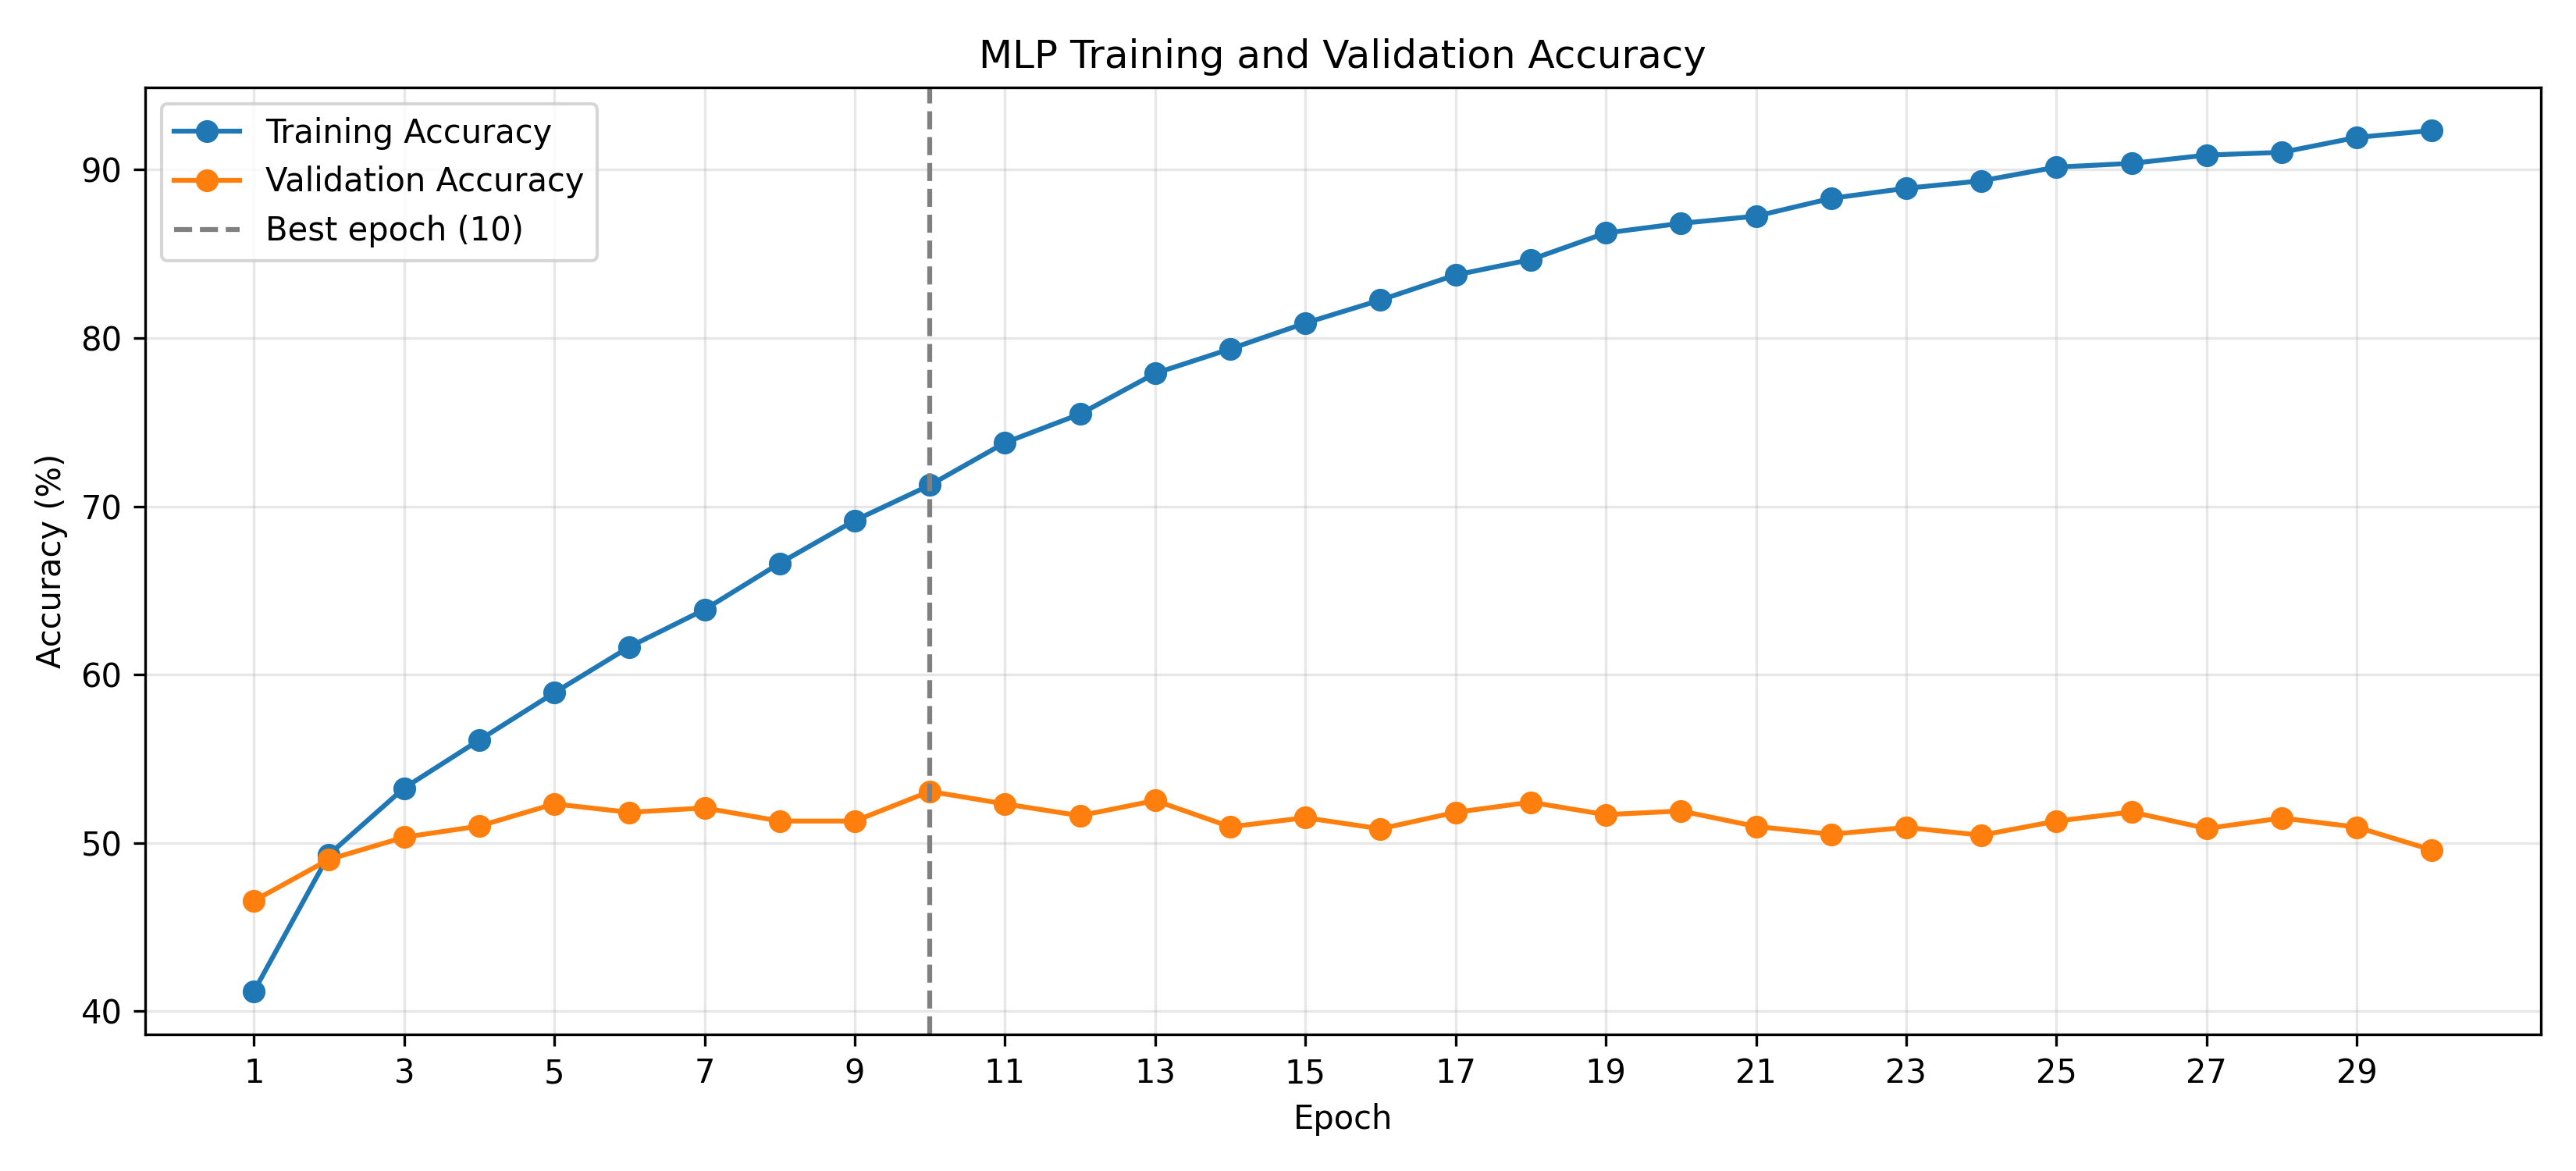 MLP Training and Validation Accuracy
Training Accuracy
Validation Accuracy
Best epoch (10)
Accuracy (%)
90
80
70
60
50
40
1 3 5 7 9 11 13 15 17 19 21 23 25 27 29
Epoch